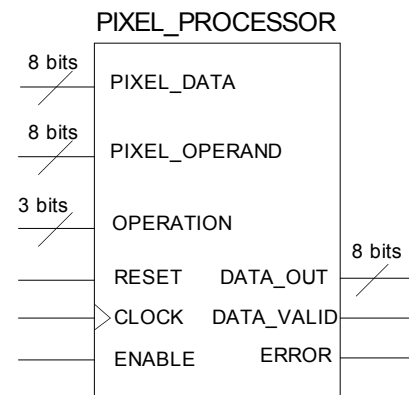 PIXEL_PROCESSOR
8 bits
PIXEL_DATA
8 bits
PIXEL_OPERAND
3 bits
OPERATION
8 bits
RESET DATA_OUT
CLOCK DATA_VALID
ENABLE ERROR